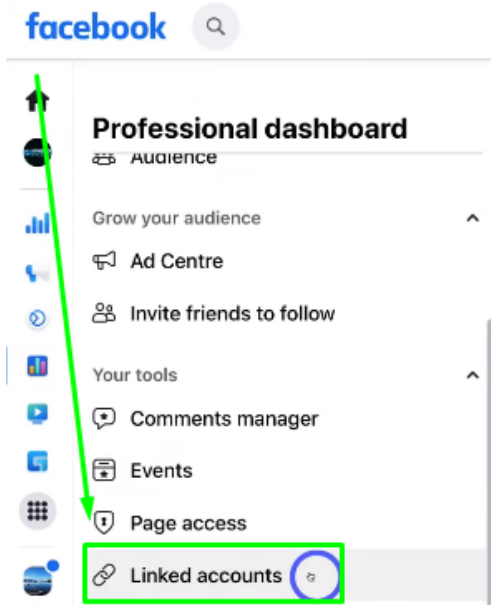 facebook
Professional dashboard
Audience
Grow your audience
Ad Centre
Invite friends to follow
Your tools
Comments manager
Events
Page access
Linked accounts